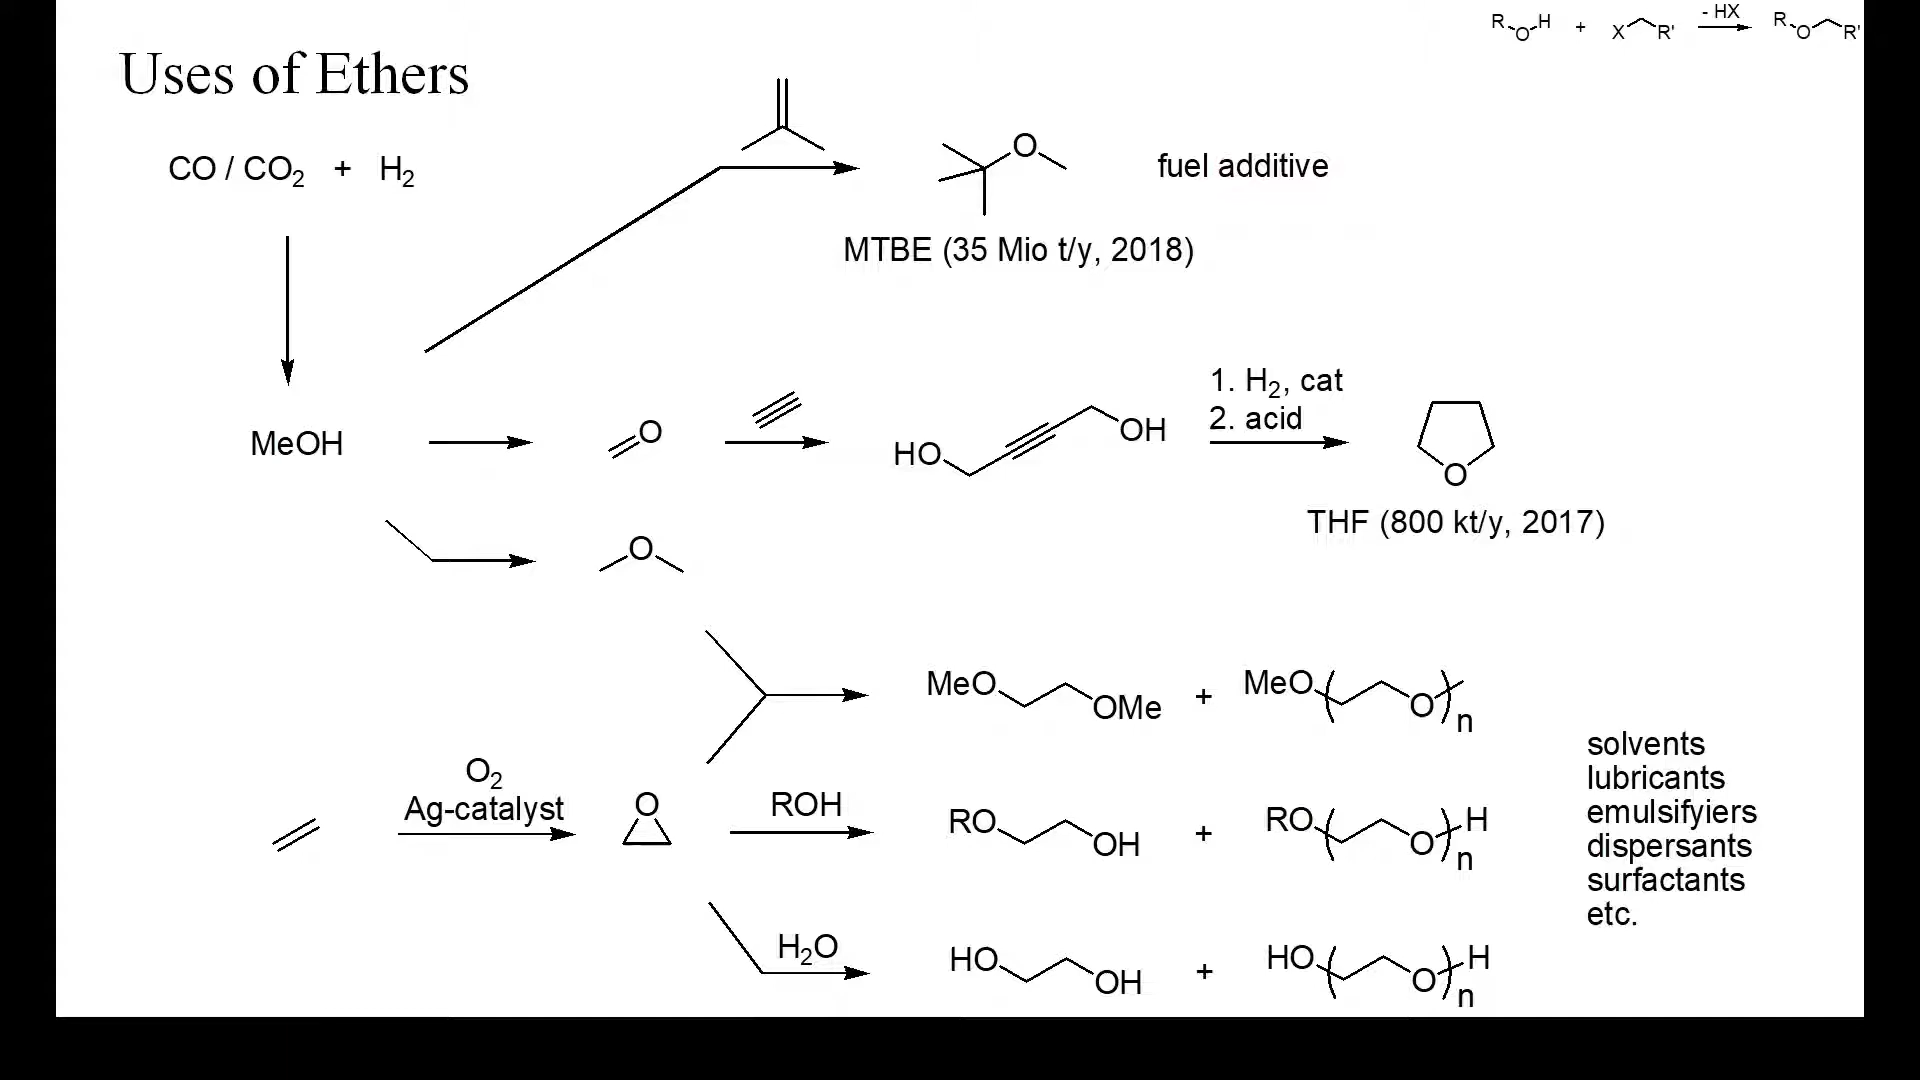 R O H + X R' - HX R O R'
Uses of Ethers
CO / CO2 + H2
O
fuel additive
MTBE (35 Mio t/y, 2018)
MeOH
O
HO
OH
1. H2, cat
2. acid
O
THF (800 kt/y, 2017)
O
MeO
OMe
+
MeO
O
n
O2
Ag-catalyst
O
ROH
RO
OH
+
RO
O
H
n
H2O
HO
OH
+
HO
O
H
n
solvents
lubricants
emulsifyiers
dispersants
surfactants
etc.